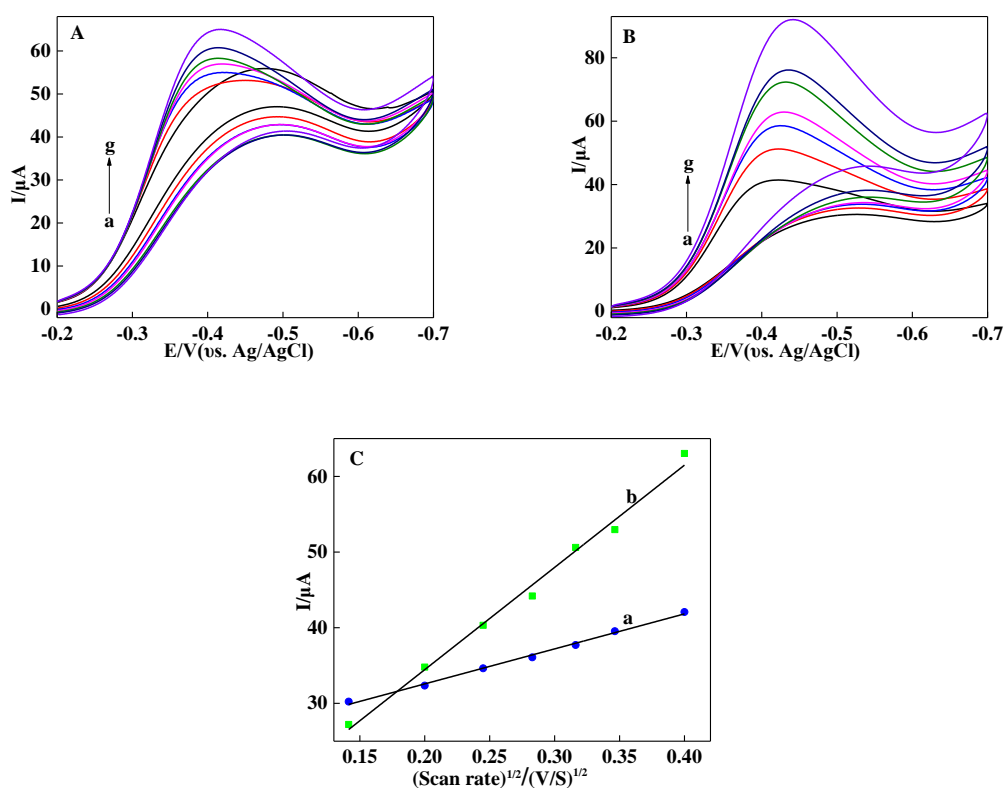 A
60
50
40
30
20
10
0
g
a
I/μA
-0.2 -0.3 -0.4 -0.5 -0.6 -0.7
E/V(υs. Ag/AgCl)
B
80
60
40
20
0
g
a
I/μA
-0.2 -0.3 -0.4 -0.5 -0.6 -0.7
E/V(υs. Ag/AgCl)
C
60
50
40
30
b
a
I/μA
0.15 0.20 0.25 0.30 0.35 0.40
(Scan rate)^1/2/(V/S)^1/2